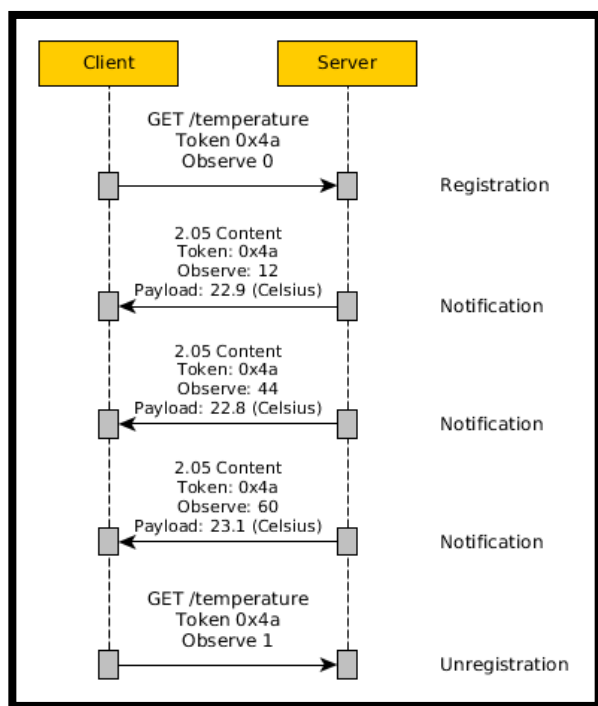 Client
Server
GET /temperature
Token 0x4a
Observe 0
Registration
2.05 Content
Token: 0x4a
Observe: 12
Payload: 22.9 (Celsius)
Notification
2.05 Content
Token: 0x4a
Observe: 44
Payload: 22.8 (Celsius)
Notification
2.05 Content
Token: 0x4a
Observe: 60
Payload: 23.1 (Celsius)
Notification
GET /temperature
Token 0x4a
Observe 1
Unregistration